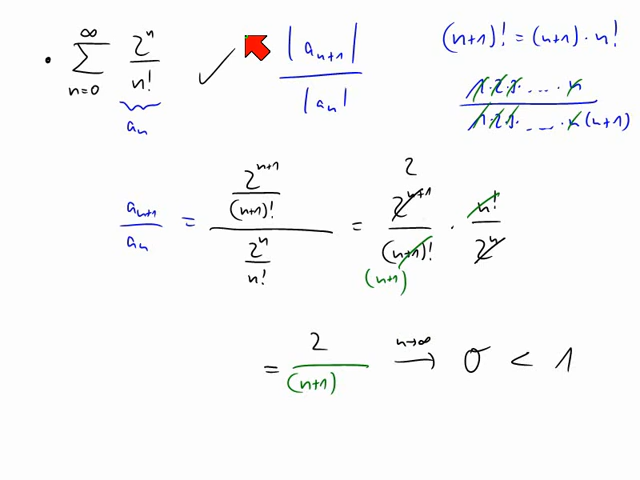 • ∑_{n=0}^{∞} 2^n / n! ✓ |a_{n+1}| / |a_n| (n+1)! = (n+1) · n!
a_n
1·2·3· .... · n / 1·2·3· .... · n (n+1)
a_{n+1} / a_n = (2^{n+1} / (n+1)!) / (2^n / n!) = 2 2^{n+1} / (n+1)! (n+1) · n! / 2^n
= 2 / (n+1) n→∞ → 0 < 1